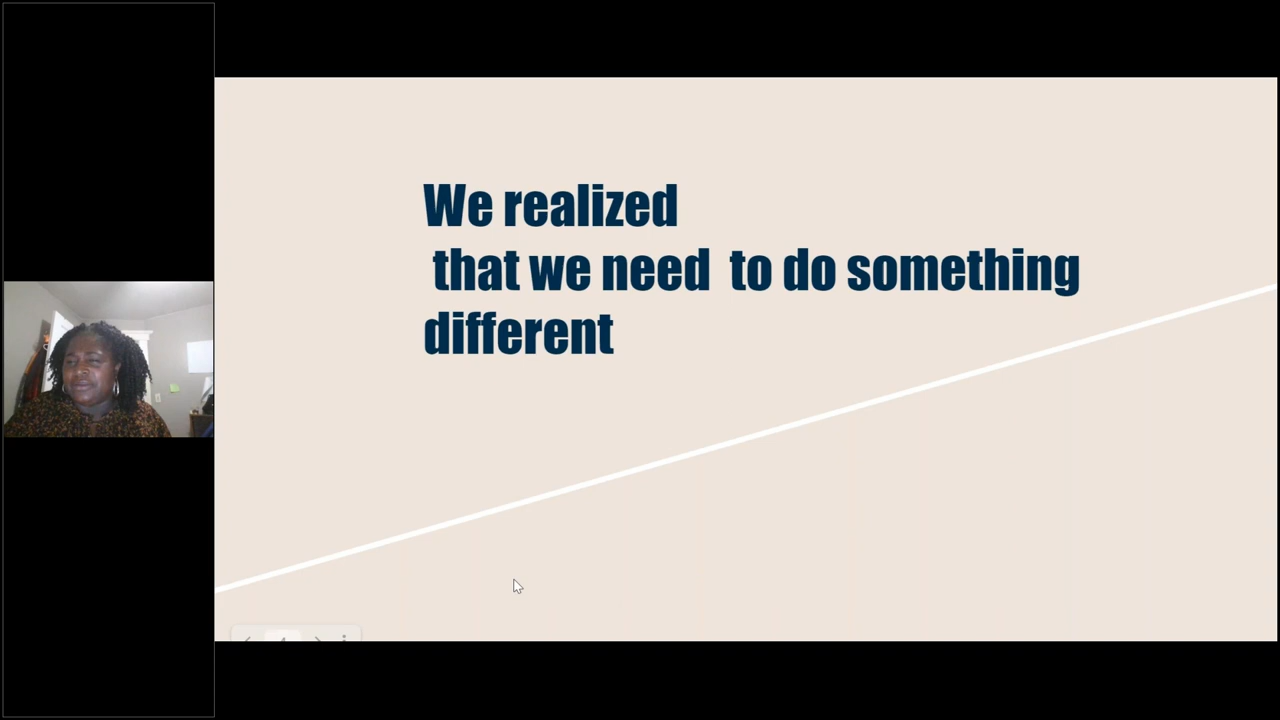 We realized
that we need  to do something
different